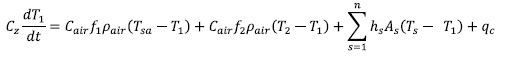 C_z dT_1/dt = C_air f_1 ρ_air (T_sa − T_1) + C_air f_2 ρ_air (T_2 − T_1) + ∑_{s=1}^{n} h_s A_s (T_s − T_1) + q_c